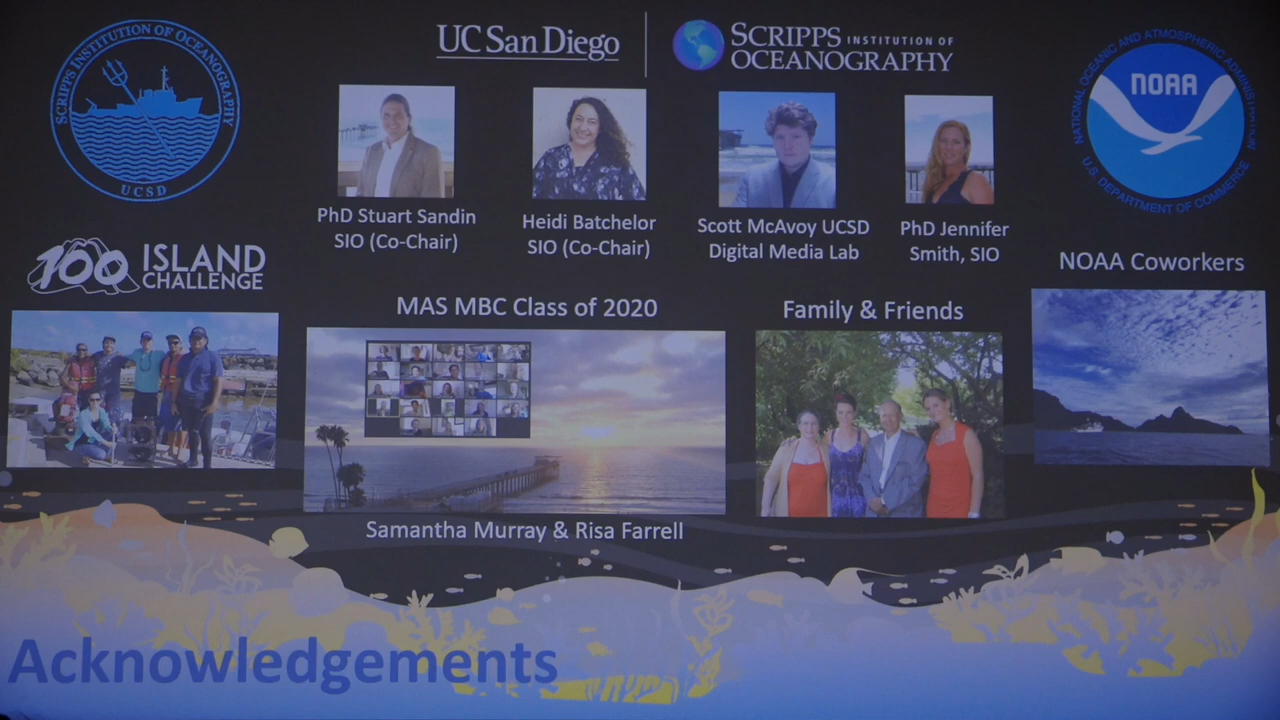 SCRIPPS INSTITUTION OF OCEANOGRAPHY
UCSD
UC San Diego
SCRIPPS INSTITUTION OF
OCEANOGRAPHY
NATIONAL OCEANIC AND ATMOSPHERIC ADMINISTRATION
NOAA
U.S. DEPARTMENT OF COMMERCE
PhD Stuart Sandin
SIO (Co-Chair)
Heidi Batchelor
SIO (Co-Chair)
Scott McAvoy UCSD
Digital Media Lab
PhD Jennifer
Smith, SIO
100 ISLAND
CHALLENGE
NOAA Coworkers
MAS MBC Class of 2020
Family & Friends
Samantha Murray & Risa Farrell
Acknowledgements